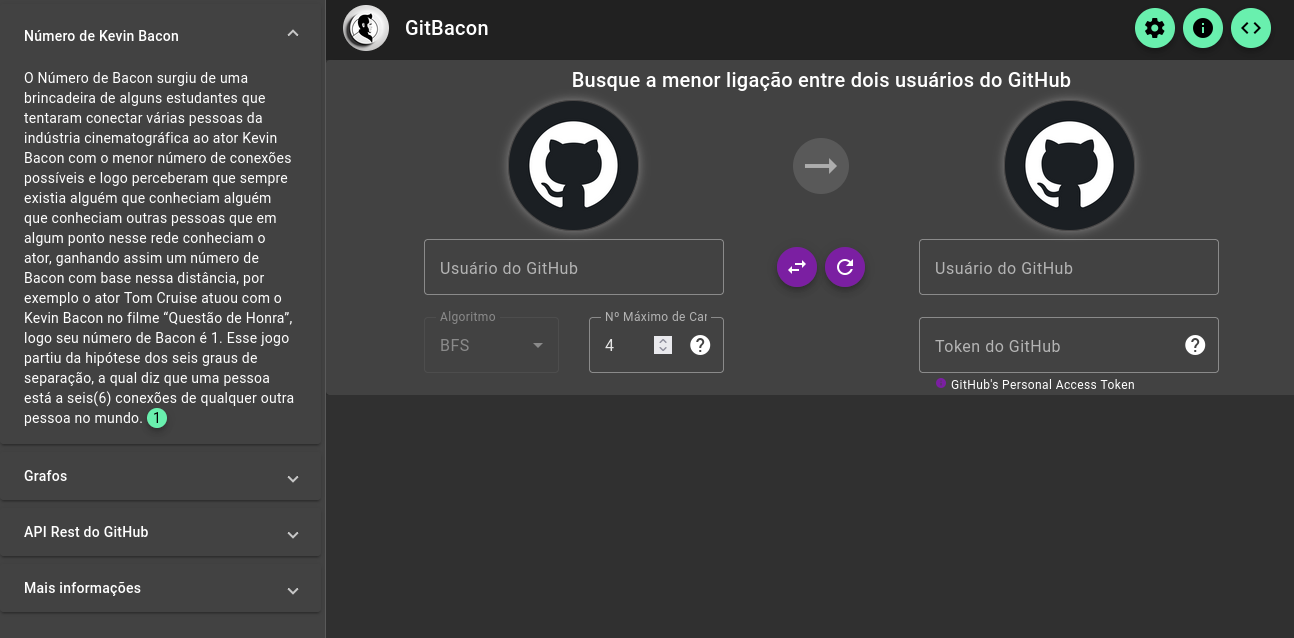 Número de Kevin Bacon
O Número de Bacon surgiu de uma
brincadeira de alguns estudantes que
tentaram conectar várias pessoas da
indústria cinematográfica ao ator Kevin
Bacon com o menor número de conexões
possíveis e logo perceberam que sempre
existia alguém que conheciam alguém
que conheciam outras pessoas que em
algum ponto nesse rede conheciam o
ator, ganhando assim um número de
Bacon com base nessa distância, por
exemplo o ator Tom Cruise atuou com o
Kevin Bacon no filme “Questão de Honra”,
logo seu número de Bacon é 1. Esse jogo
partiu da hipótese dos seis graus de
separação, a qual diz que uma pessoa
está a seis(6) conexões de qualquer outra
pessoa no mundo. 1
Grafos
API Rest do GitHub
Mais informações
GitBacon
Busque a menor ligação entre dois usuários do GitHub
Usuário do GitHub
Usuário do GitHub
Algoritmo
BFS
Nº Máximo de Car
4
Token do GitHub
GitHub's Personal Access Token